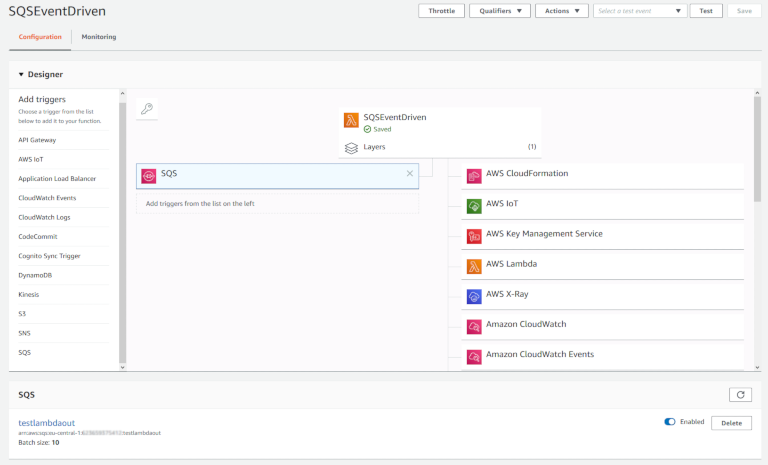 SQSEventDriven
Throttle
Qualifiers
Actions
Select a test event
Test
Save
Configuration
Monitoring
Designer
Add triggers
Choose a trigger from the list
below to add it to your function.
API Gateway
AWS IoT
Application Load Balancer
CloudWatch Events
CloudWatch Logs
CodeCommit
Cognito Sync Trigger
DynamoDB
Kinesis
S3
SNS
SQS
SQSEventDriven
Saved
Layers
(1)
SQS
Add triggers from the list on the left
AWS CloudFormation
AWS IoT
AWS Key Management Service
AWS Lambda
AWS X-Ray
Amazon CloudWatch
Amazon CloudWatch Events
SQS
testlambdaout
arn:aws:sqs:eu-central-1: :testlambdaout
Batch size: 10
Enabled
Delete